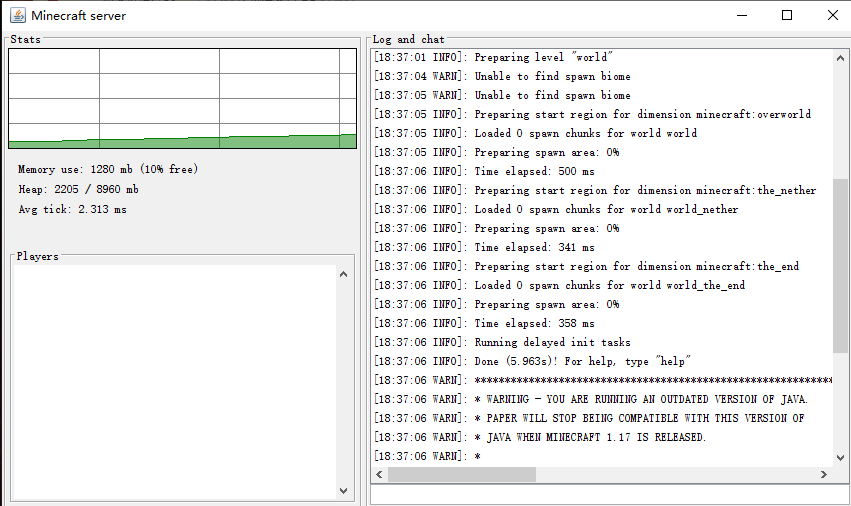 Minecraft server
Stats
Memory use: 1280 mb (10% free)
Heap: 2205 / 8960 mb
Avg tick: 2.313 ms
Players
Log and chat
[18:37:01 INFO]: Preparing level "world"
[18:37:04 WARN]: Unable to find spawn biome
[18:37:05 WARN]: Unable to find spawn biome
[18:37:05 INFO]: Preparing start region for dimension minecraft:overworld
[18:37:05 INFO]: Loaded 0 spawn chunks for world world
[18:37:05 INFO]: Preparing spawn area: 0%
[18:37:06 INFO]: Time elapsed: 500 ms
[18:37:06 INFO]: Preparing start region for dimension minecraft:the_nether
[18:37:06 INFO]: Loaded 0 spawn chunks for world world_nether
[18:37:06 INFO]: Preparing spawn area: 0%
[18:37:06 INFO]: Time elapsed: 341 ms
[18:37:06 INFO]: Preparing start region for dimension minecraft:the_end
[18:37:06 INFO]: Loaded 0 spawn chunks for world world_the_end
[18:37:06 INFO]: Preparing spawn area: 0%
[18:37:06 INFO]: Time elapsed: 358 ms
[18:37:06 INFO]: Running delayed init tasks
[18:37:06 INFO]: Done (5.963s)! For help, type "help"
[18:37:06 WARN]: ************************************************************
[18:37:06 WARN]: * WARNING - YOU ARE RUNNING AN OUTDATED VERSION OF JAVA.
[18:37:06 WARN]: * PAPER WILL STOP BEING COMPATIBLE WITH THIS VERSION OF
[18:37:06 WARN]: * JAVA WHEN MINECRAFT 1.17 IS RELEASED.
[18:37:06 WARN]: *